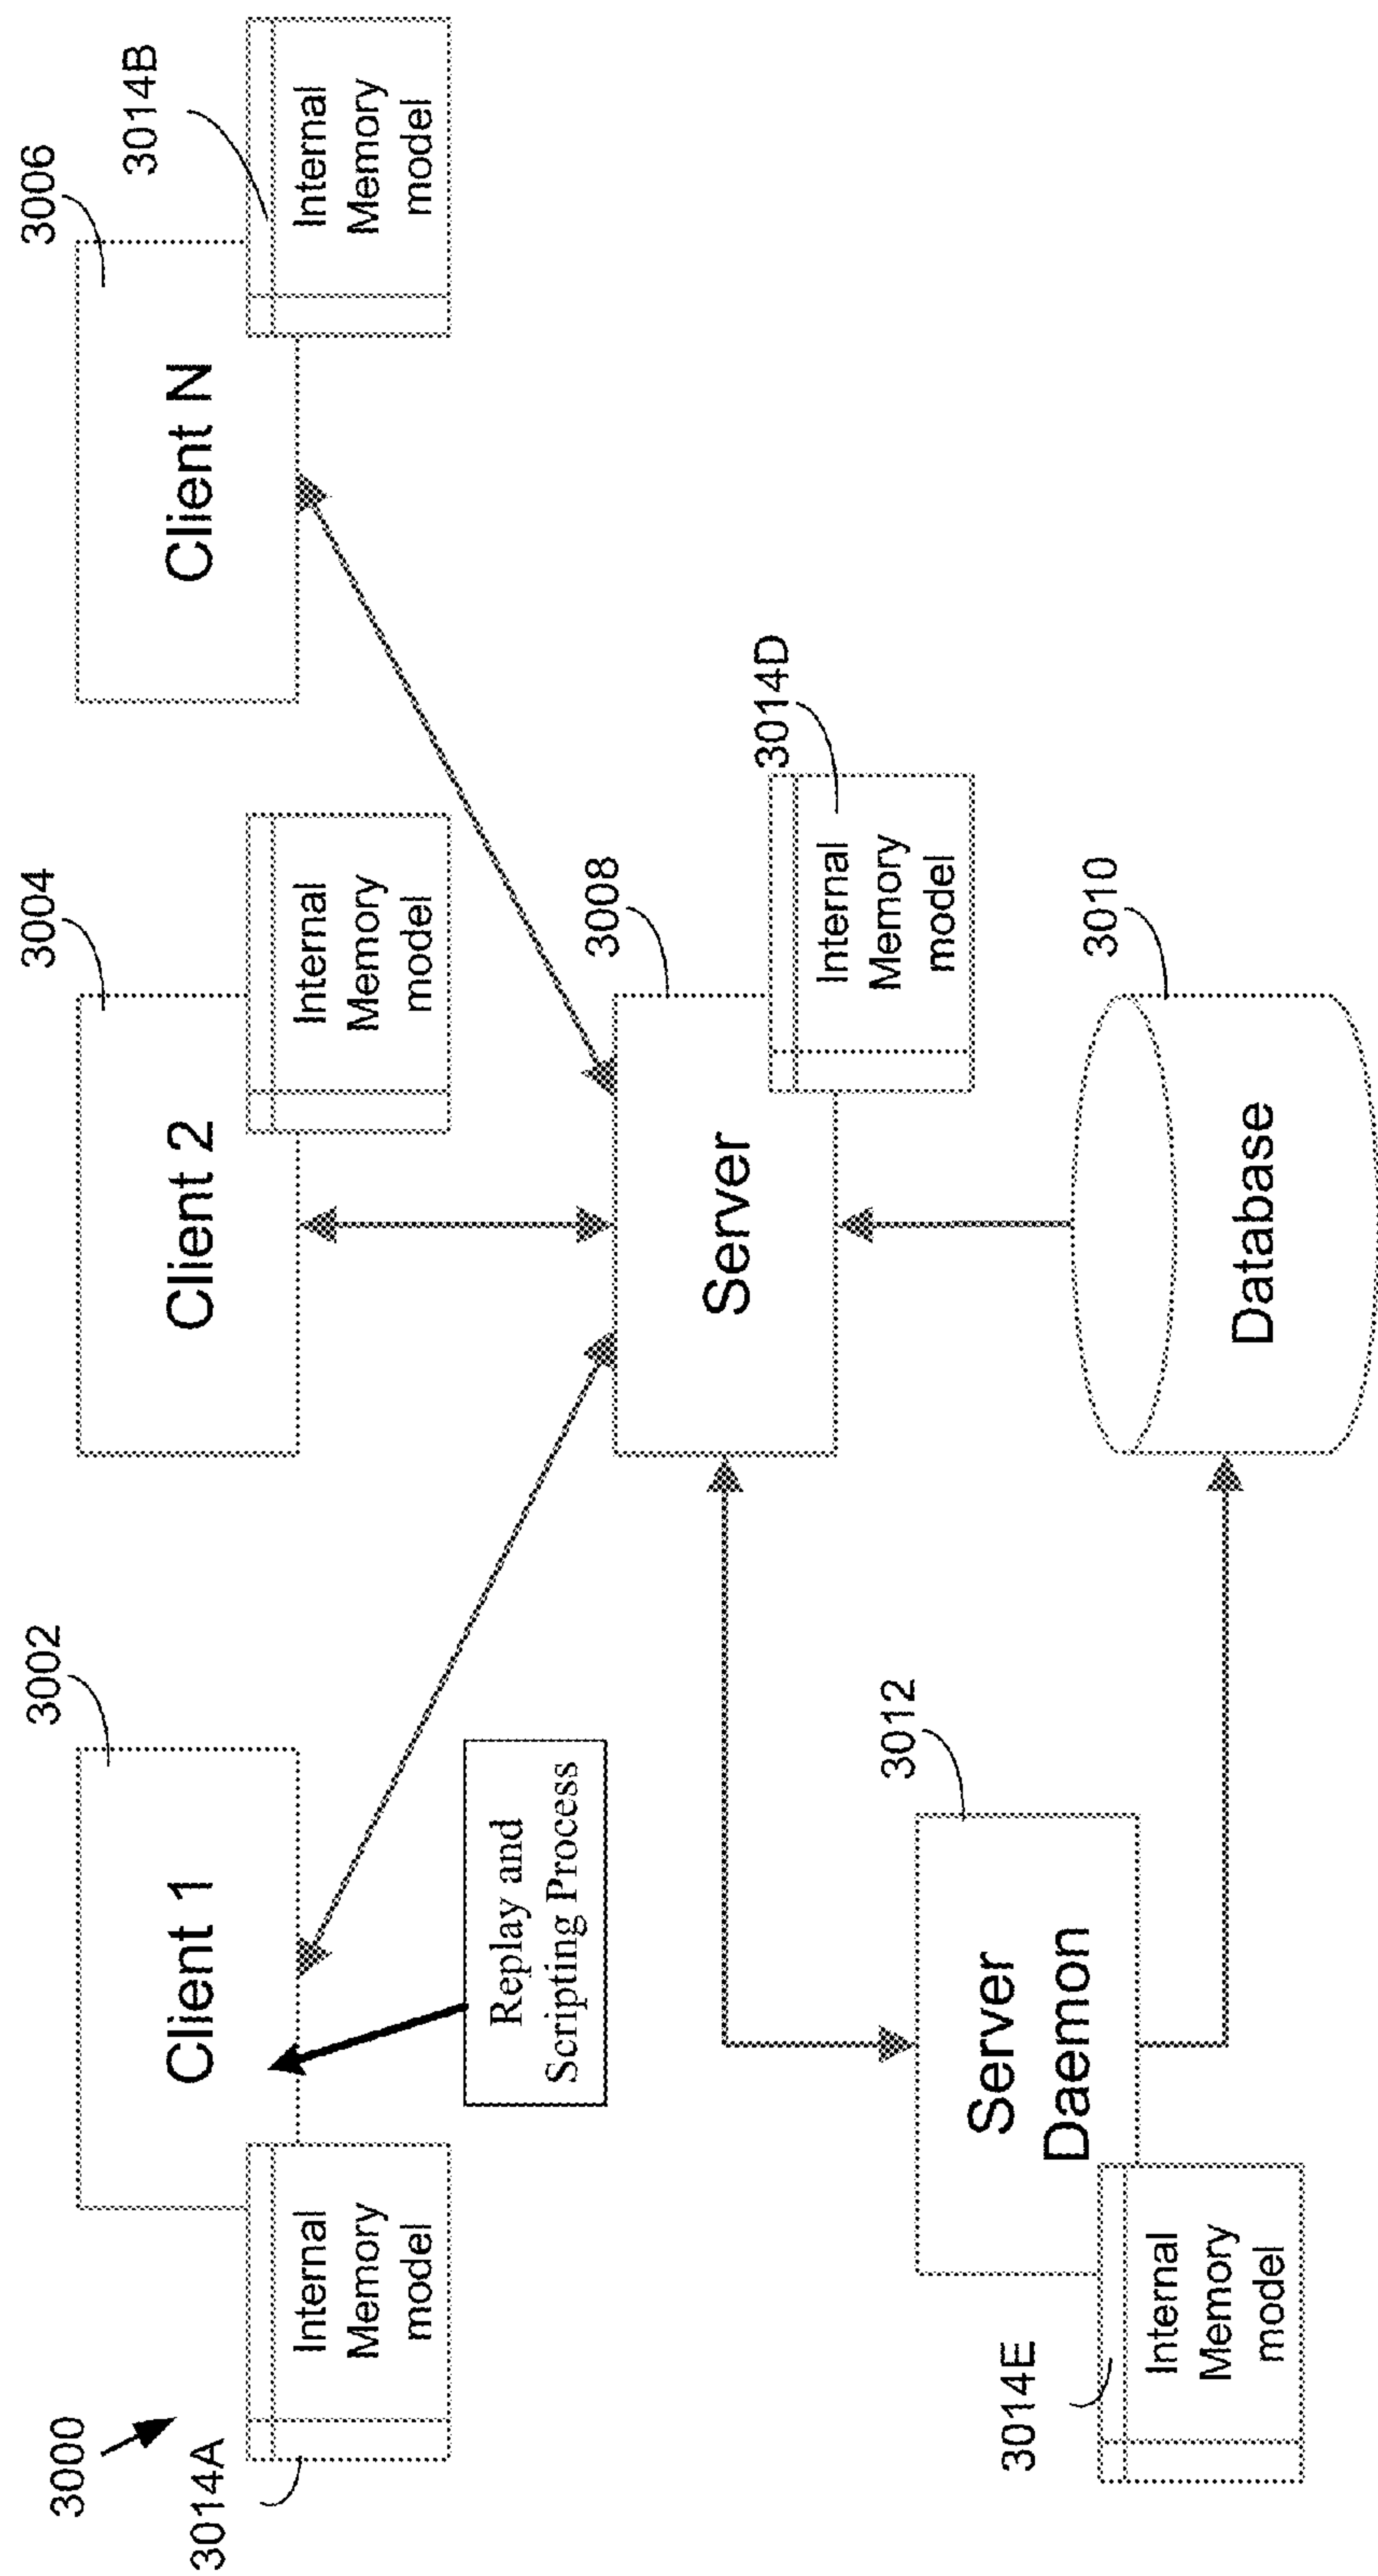 3000
3002
3004
3006
Client 1
Client 2
Client N
3014A
Internal
Memory
model
Internal
Memory
model
3014B
Internal
Memory
model
Replay and
Scripting Process
3008
Server
3014D
Internal
Memory
model
3012
Server
Daemon
3014E
Internal
Memory
model
3010
Database